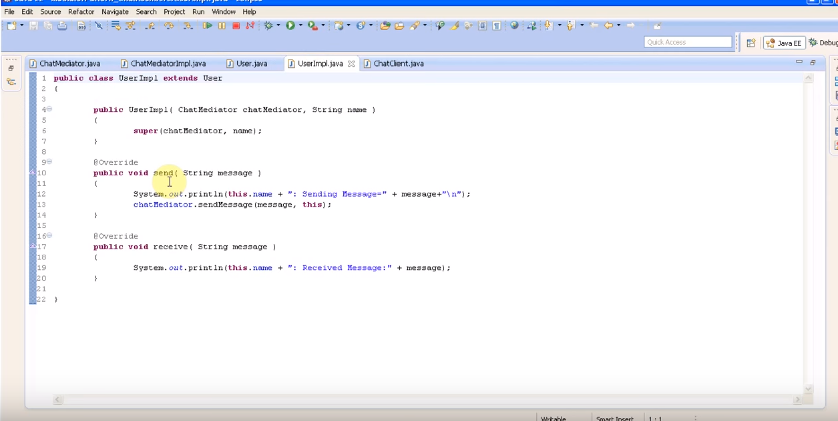 File Edit Source Refactor Navigate Search Project Run Window Help
Quick Access
Java EE
Debug
ChatMediator.java
ChatMediatorImpl.java
User.java
UserImpl.java
ChatClient.java
1 public class UserImpl extends User
2 {
3
4 public UserImpl( ChatMediator chatMediator, String name )
5 {
6 super(chatMediator, name);
7 }
8
9 @Override
10 public void send( String message )
11 {
12 System.out.println(this.name + ": Sending Message=" + message+"\n");
13 chatMediator.sendMessage(message, this);
14 }
15
16 @Override
17 public void receive( String message )
18 {
19 System.out.println(this.name + ": Received Message:" + message);
20 }
21
22 }
Writable Smart Insert 1 : 1